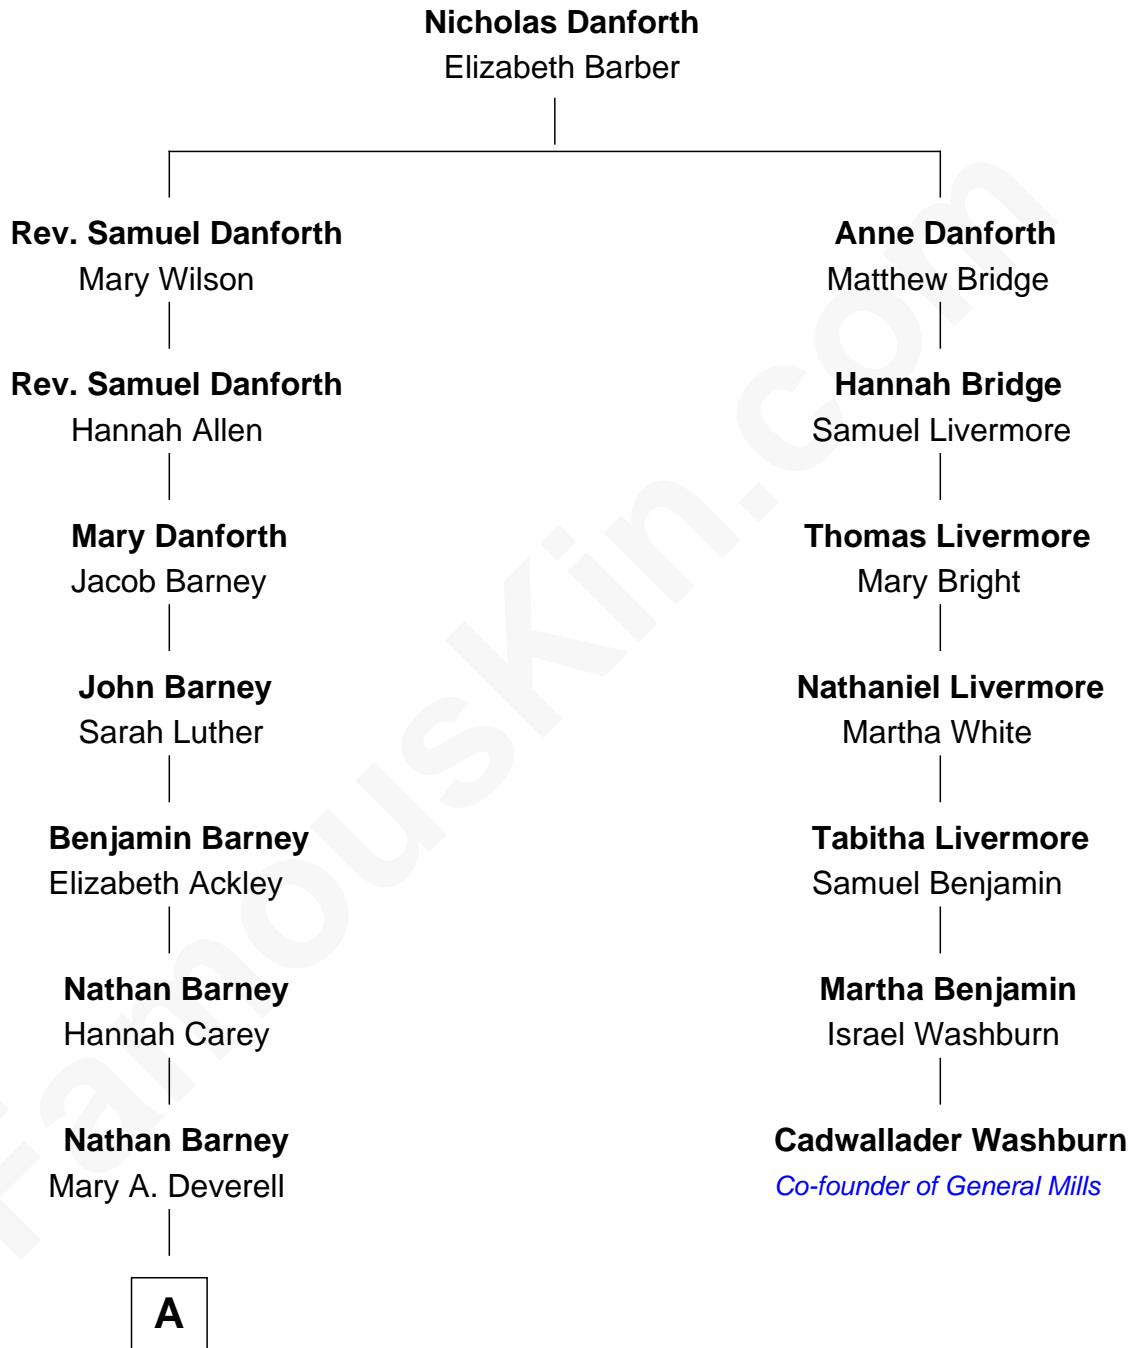 Nicholas Danforth
Elizabeth Barber
Rev. Samuel Danforth
Mary Wilson
Anne Danforth
Matthew Bridge
Rev. Samuel Danforth
Hannah Allen
Hannah Bridge
Samuel Livermore
Mary Danforth
Jacob Barney
Thomas Livermore
Mary Bright
John Barney
Sarah Luther
Nathaniel Livermore
Martha White
Benjamin Barney
Elizabeth Ackley
Tabitha Livermore
Samuel Benjamin
Nathan Barney
Hannah Carey
Martha Benjamin
Israel Washburn
Nathan Barney
Mary A. Deverell
Cadwallader Washburn
Co-founder of General Mills
A
FamousKin.com